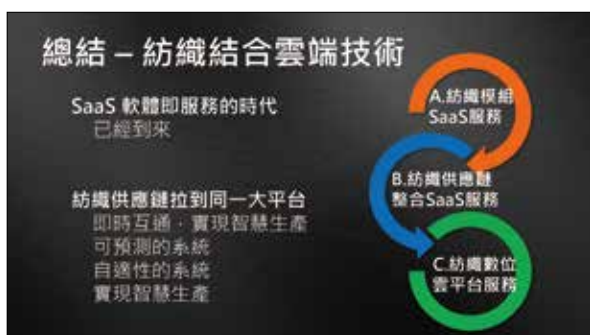 總結 – 紡織結合雲端技術
SaaS 軟體即服務的時代
已經到來
紡織供應鏈拉到同一大平台
即時互通，實現智慧生產
可預測的系統
自適性的系統
實現智慧生產
A.紡織模組
SaaS服務
B.紡織供應鏈
整合SaaS服務
C.紡織數位
雲平台服務